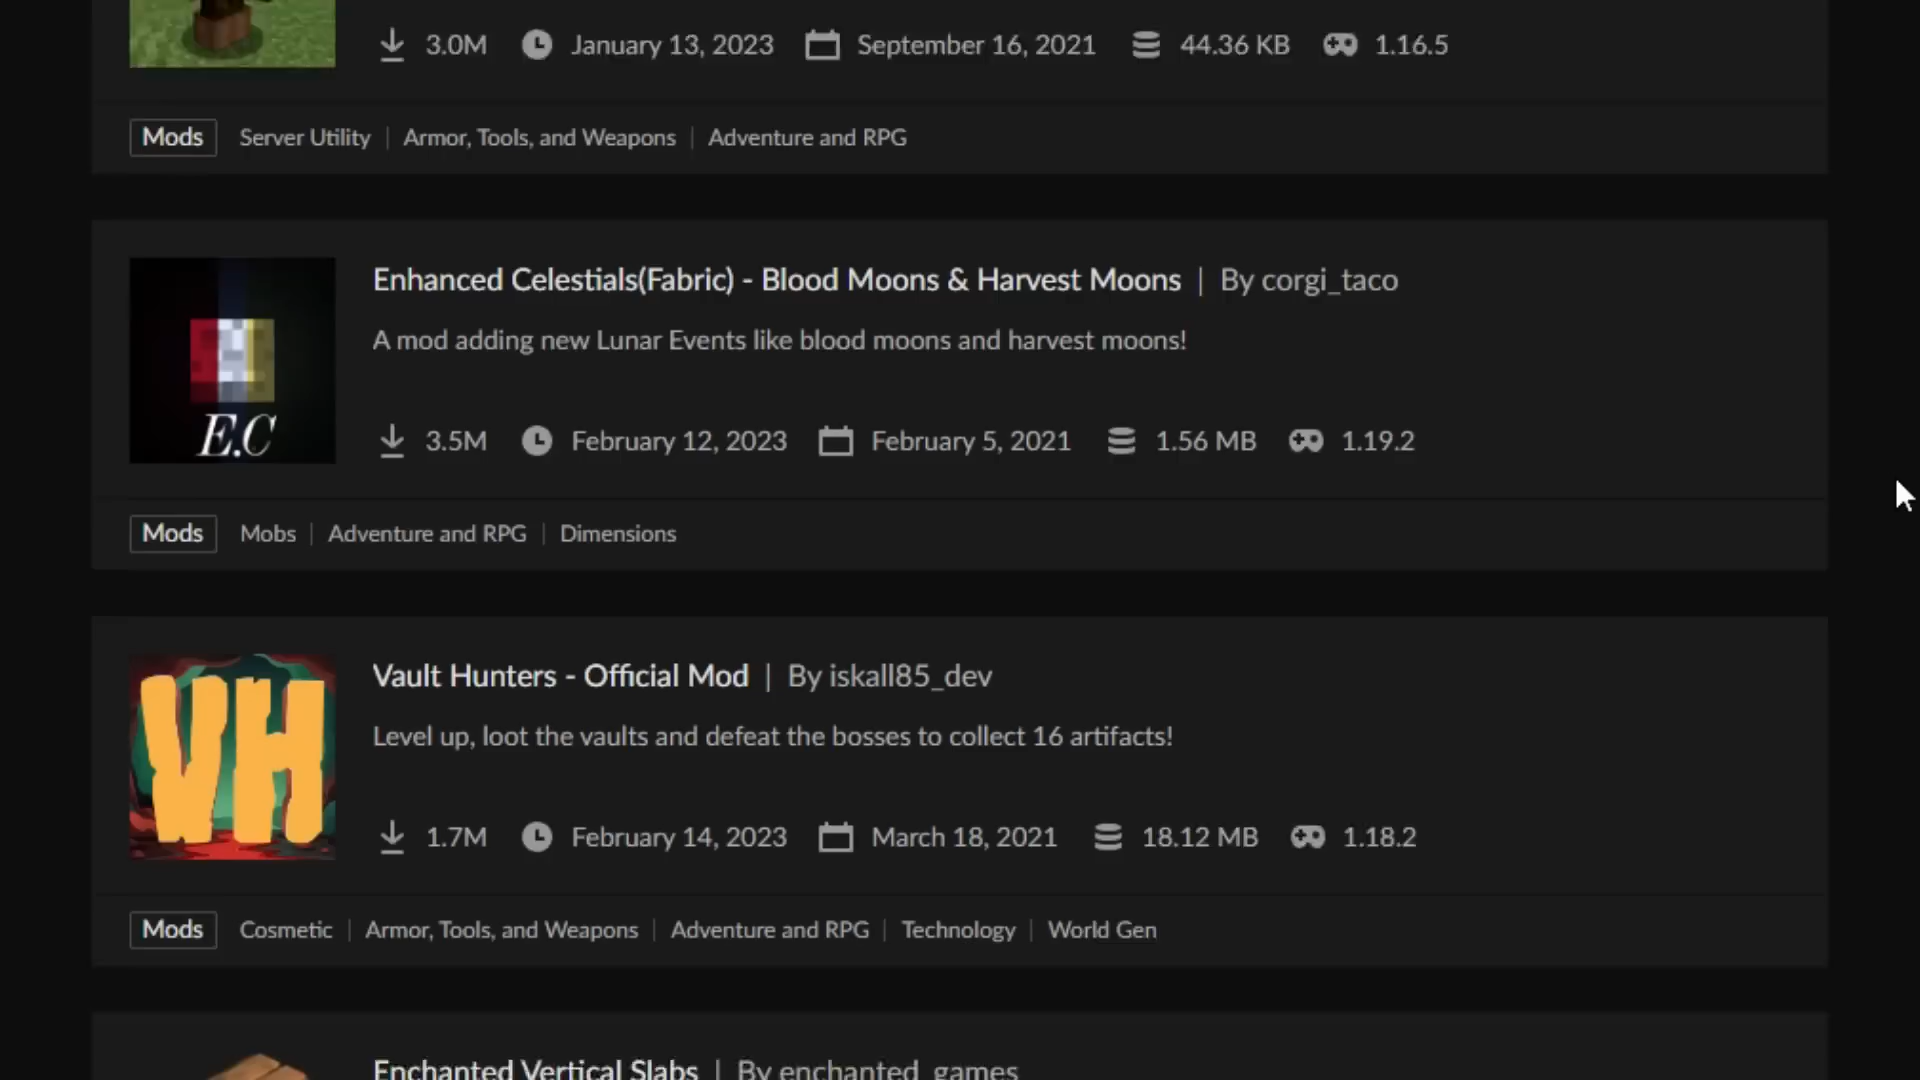 3.0M January 13, 2023 September 16, 2021 44.36 KB 1.16.5
Mods Server Utility | Armor, Tools, and Weapons | Adventure and RPG
Enhanced Celestials(Fabric) - Blood Moons & Harvest Moons | By corgi_taco
A mod adding new Lunar Events like blood moons and harvest moons!
E.C
3.5M February 12, 2023 February 5, 2021 1.56 MB 1.19.2
Mods Mobs | Adventure and RPG | Dimensions
Vault Hunters - Official Mod | By iskall85_dev
Level up, loot the vaults and defeat the bosses to collect 16 artifacts!
VH
1.7M February 14, 2023 March 18, 2021 18.12 MB 1.18.2
Mods Cosmetic | Armor, Tools, and Weapons | Adventure and RPG | Technology | World Gen
Enchanted Vertical Slabs | By enchanted_games